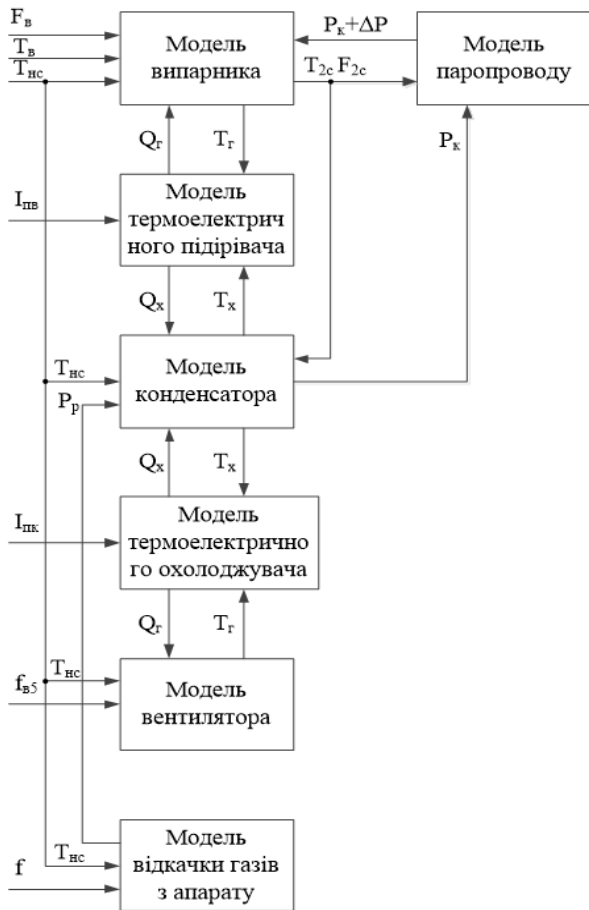 Fв
Tв
Tнс
Модель
випарника
Pк+ΔP
T2с F2с
Модель
паропроводу
Pк
Qг
Tг
Iпв
Модель
термоелектрич
ного підірівача
Qх
Tх
Tнс
Pр
Модель
конденсатора
Qх
Tх
Iпк
Модель
термоелектрично
го охолоджувача
Qг
Tг
Tнс
fв5
Модель
вентилятора
Tнс
f
Модель
відкачки газів
з апарату